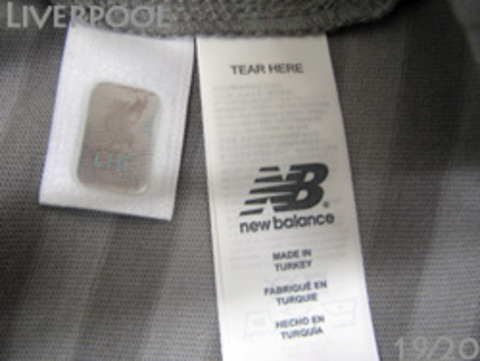 LIVERPOOL
TEAR HERE
LFC
NB
new balance
MADE IN
TURKEY
FABRIQUÉ EN
TURQUIE
HECHO EN
TURQUÍA
19/20